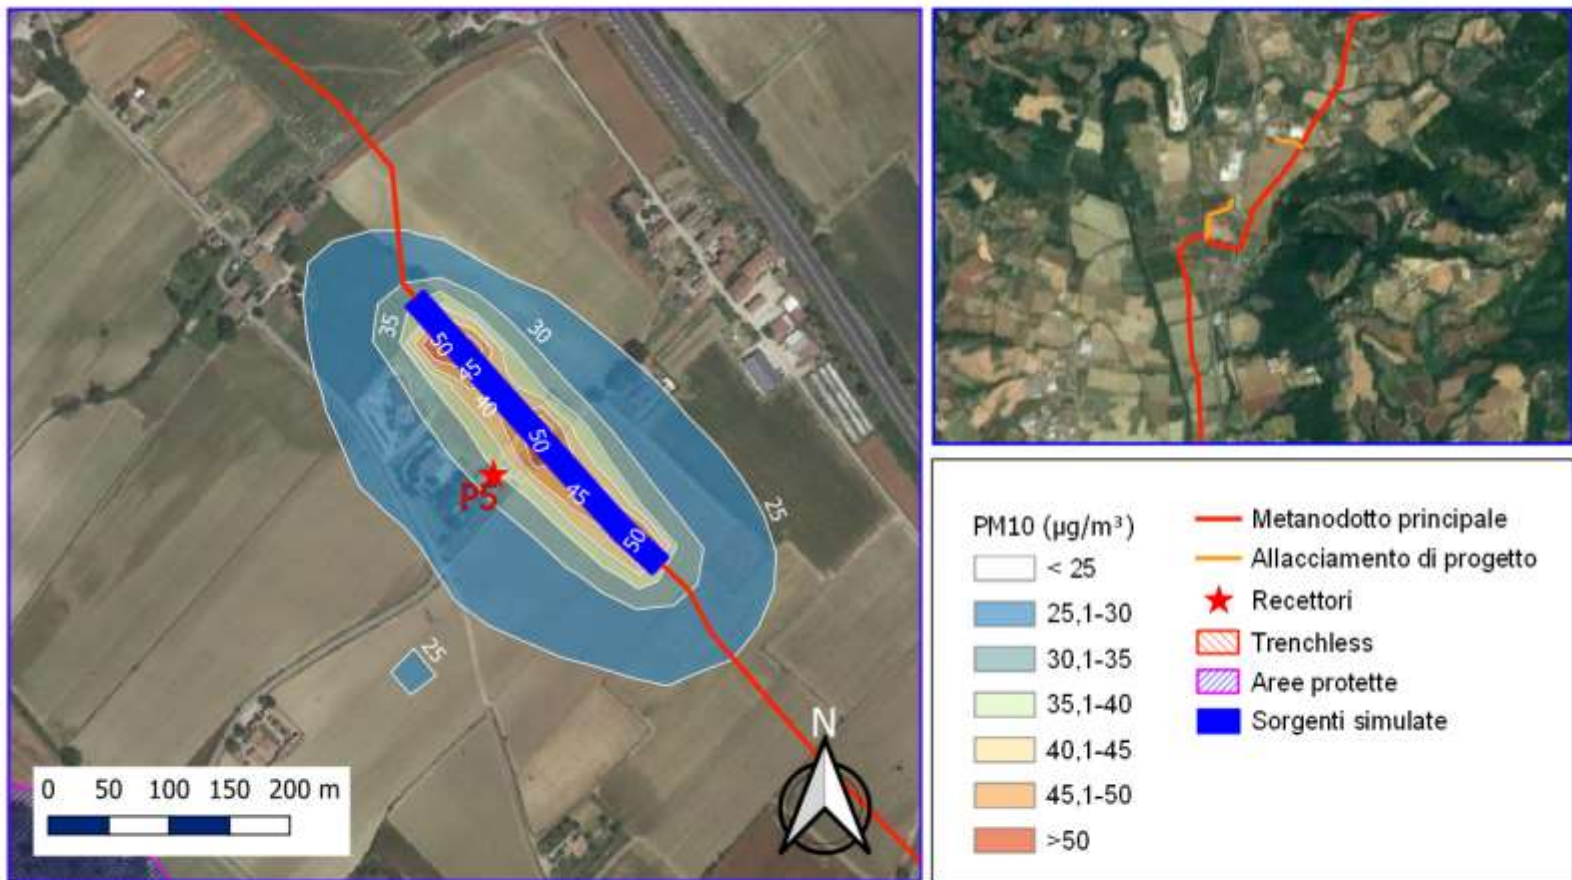 35
30
50
45
45
40
50
P5
45
25
50
25
N
0 50 100 150 200 m
PM10 (µg/m³)
< 25
25,1-30
30,1-35
35,1-40
40,1-45
45,1-50
>50
Metanodotto principale
Allacciamento di progetto
Recettori
Trenchless
Aree protette
Sorgenti simulate